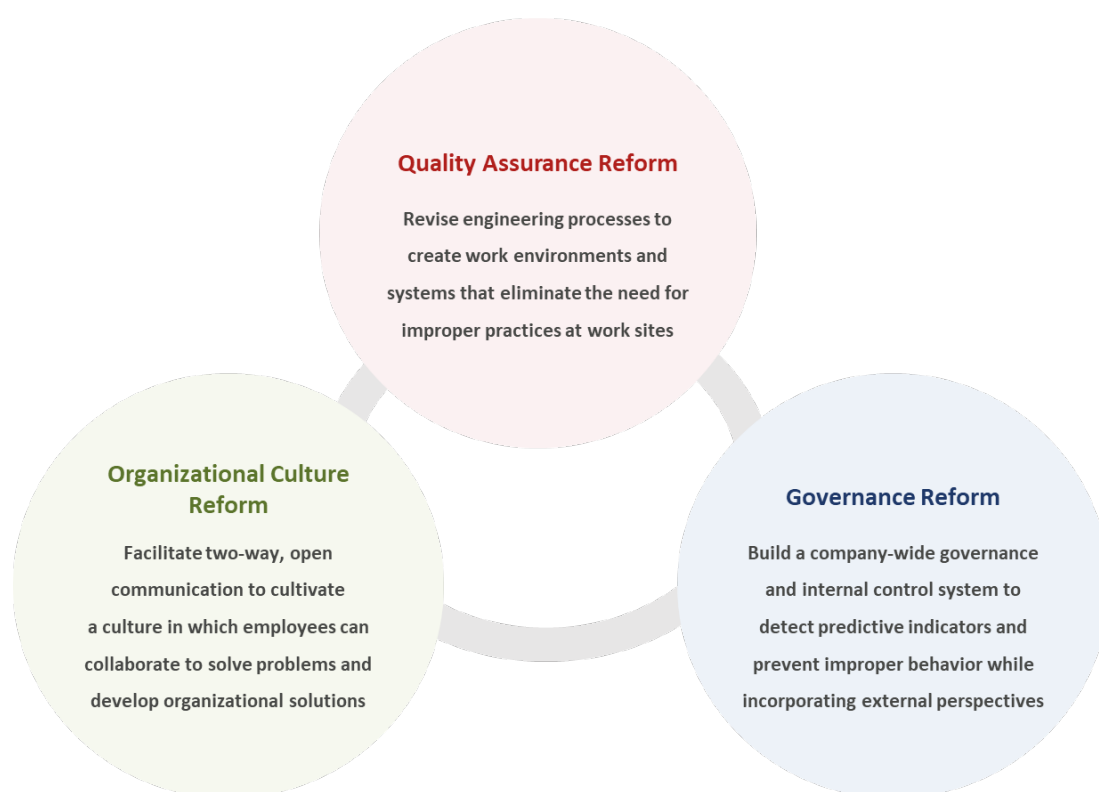 Quality Assurance Reform
Revise engineering processes to
create work environments and
systems that eliminate the need for
improper practices at work sites
Organizational Culture
Reform
Facilitate two-way, open
communication to cultivate
a culture in which employees can
collaborate to solve problems and
develop organizational solutions
Governance Reform
Build a company-wide governance
and internal control system to
detect predictive indicators and
prevent improper behavior while
incorporating external perspectives